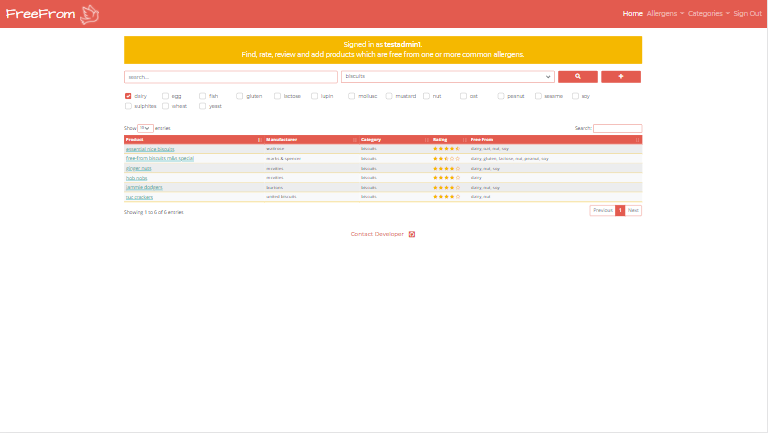 FreeFrom
Home Allergens Categories Sign Out
Signed in as testadmin1
Find, rate, review and add products which are free from one or more common allergens.
search...
biscuits
dairy egg fish gluten lactose lupin mollusc mustard nut oat peanut sesame soy
sulphites wheat yeast
Show 10 entries
Search:
Product Manufacturer Category Rating Free From
essential rice biscuits waitrose biscuits dairy, oat, nut, soy
free-from biscuits m&s special marks & spencer biscuits dairy, gluten, lactose, nut, peanut, soy
ginger nuts mcvities biscuits dairy, nut, soy
hob nobs mcvities biscuits dairy
jammie dodgers burtons biscuits dairy, nut, soy
rux crackers united biscuits biscuits dairy, nut
Showing 1 to 6 of 6 entries
Previous 1 Next
Contact Developer